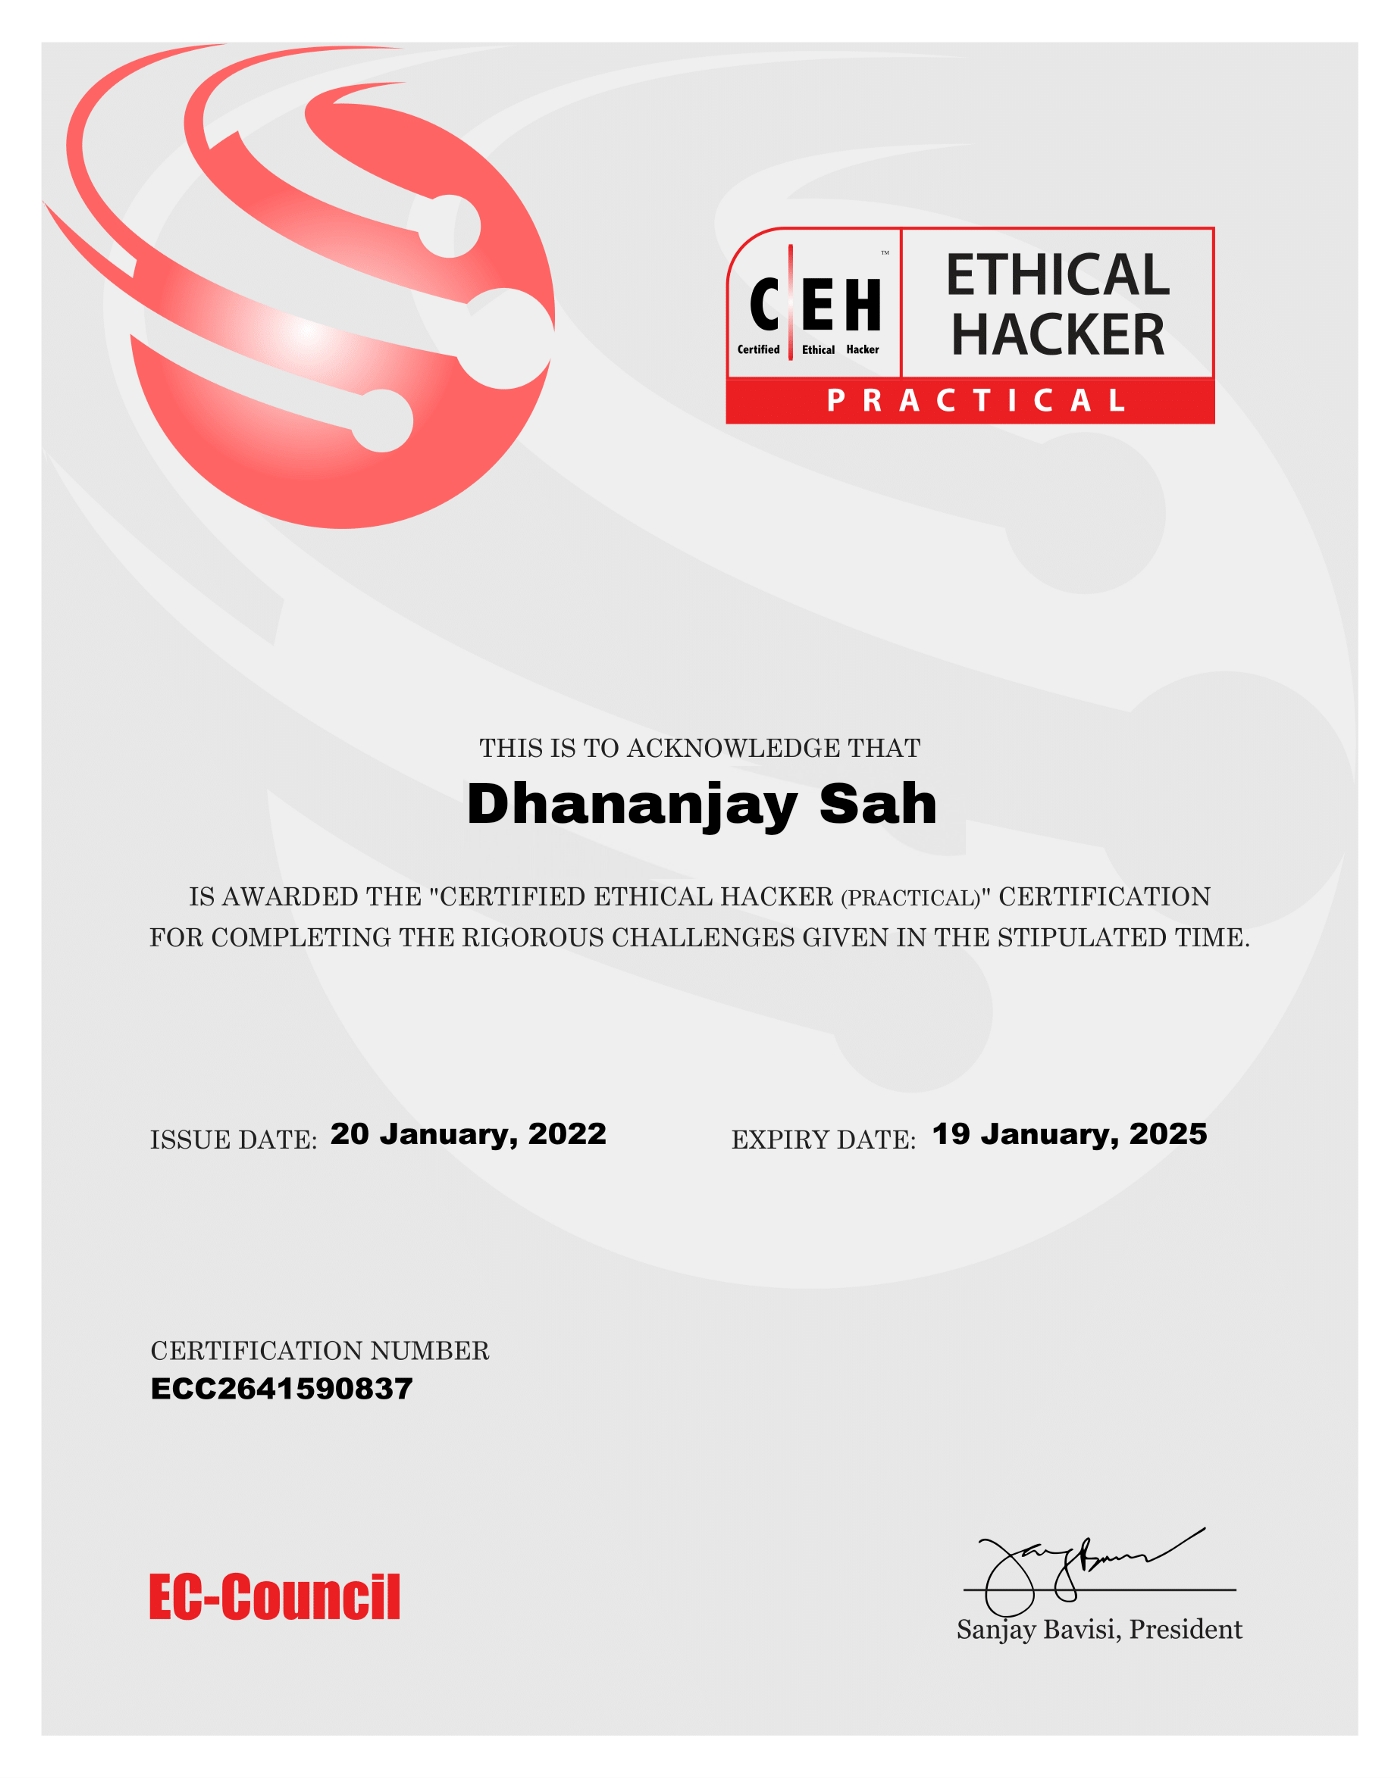 C|EH™
Certified Ethical Hacker
ETHICAL
HACKER
PRACTICAL
THIS IS TO ACKNOWLEDGE THAT
Dhananjay Sah
IS AWARDED THE "CERTIFIED ETHICAL HACKER (PRACTICAL)" CERTIFICATION
FOR COMPLETING THE RIGOROUS CHALLENGES GIVEN IN THE STIPULATED TIME.
ISSUE DATE: 20 January, 2022 EXPIRY DATE: 19 January, 2025
CERTIFICATION NUMBER
ECC2641590837
EC-Council
Sanjay Bavisi, President